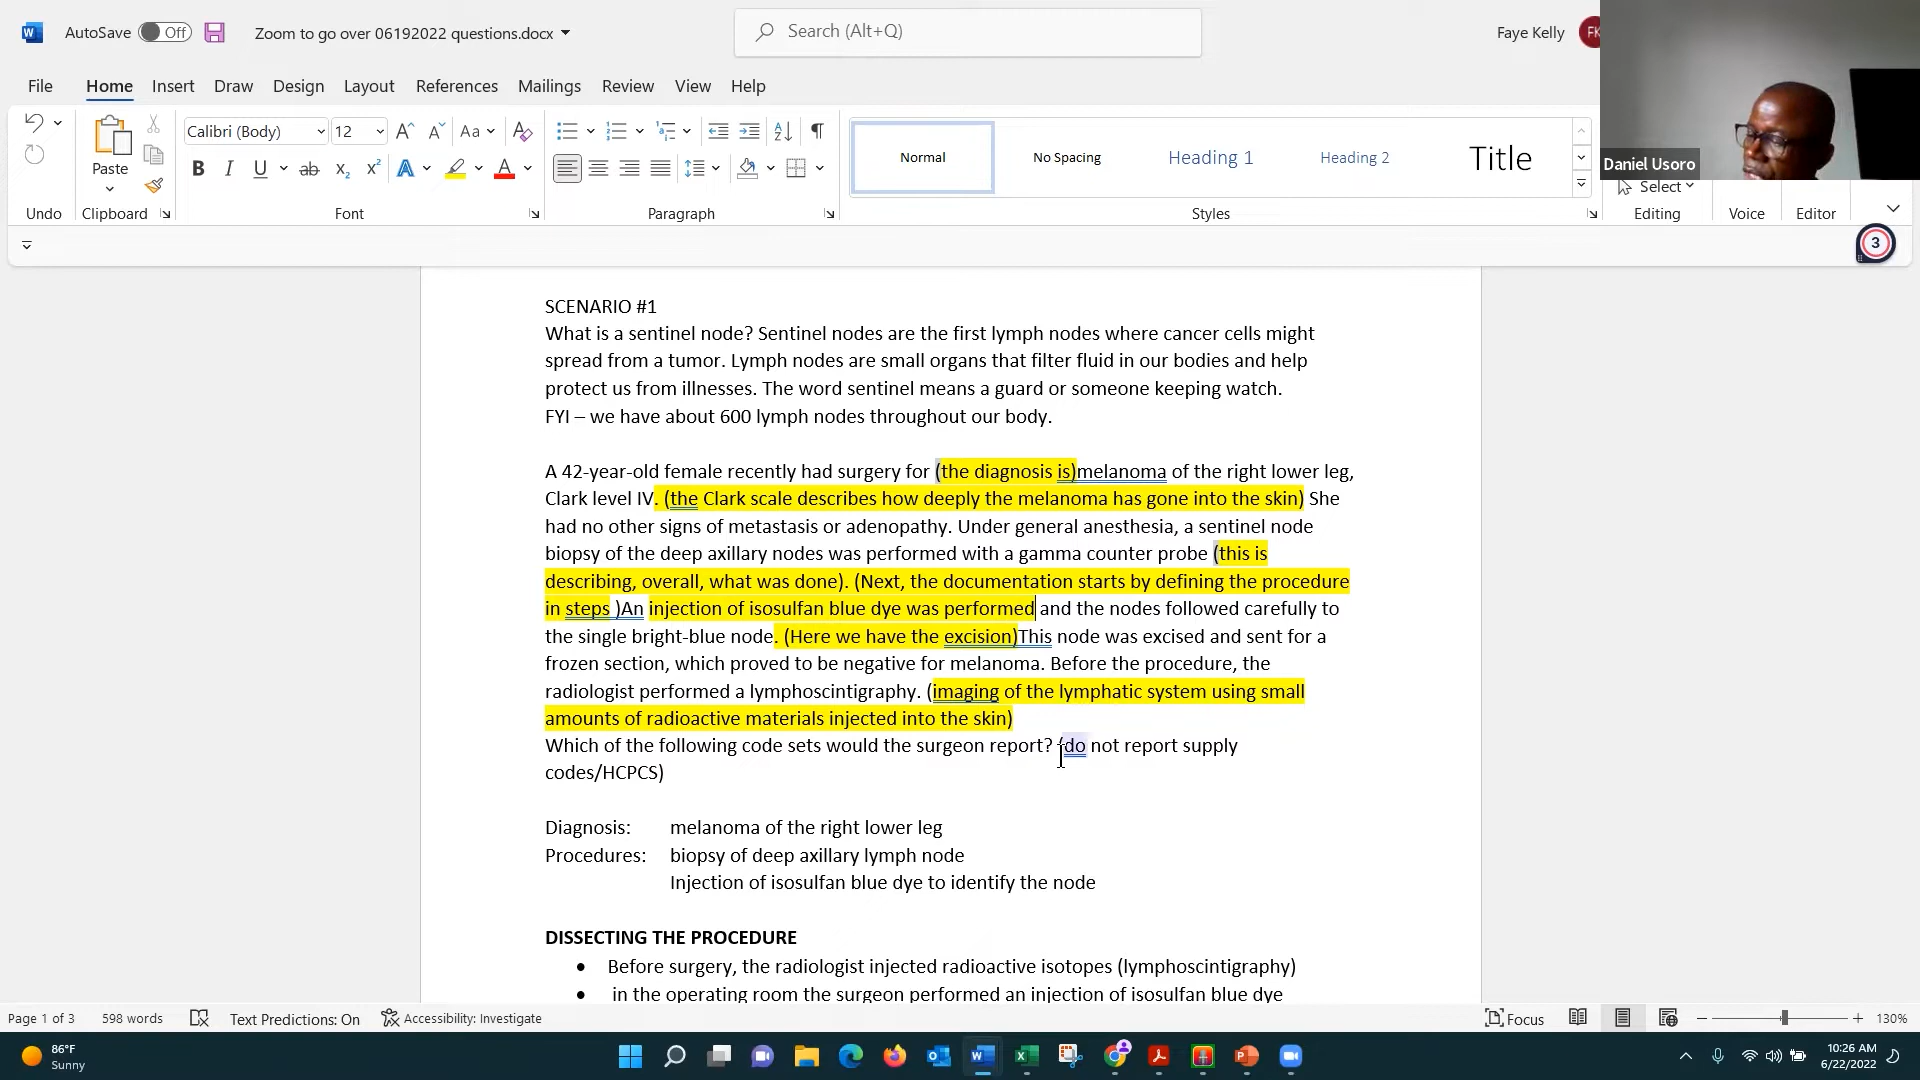 AutoSave Off Zoom to go over 06192022 questions.docx Search (Alt+Q) Faye Kelly FK
File Home Insert Draw Design Layout References Mailings Review View Help
Paste Calibri (Body) 12 Aa
Normal No Spacing Heading 1 Heading 2 Title
Daniel Usoro
Select
Undo Clipboard Font Paragraph Styles Editing Voice Editor
3
SCENARIO #1
What is a sentinel node? Sentinel nodes are the first lymph nodes where cancer cells might
spread from a tumor. Lymph nodes are small organs that filter fluid in our bodies and help
protect us from illnesses. The word sentinel means a guard or someone keeping watch.
FYI – we have about 600 lymph nodes throughout our body.
A 42-year-old female recently had surgery for (the diagnosis is)melanoma of the right lower leg,
Clark level IV. (the Clark scale describes how deeply the melanoma has gone into the skin) She
had no other signs of metastasis or adenopathy. Under general anesthesia, a sentinel node
biopsy of the deep axillary nodes was performed with a gamma counter probe (this is
describing, overall, what was done). (Next, the documentation starts by defining the procedure
in steps )An injection of isosulfan blue dye was performed and the nodes followed carefully to
the single bright-blue node. (Here we have the excision)This node was excised and sent for a
frozen section, which proved to be negative for melanoma. Before the procedure, the
radiologist performed a lymphoscintigraphy. (imaging of the lymphatic system using small
amounts of radioactive materials injected into the skin)
Which of the following code sets would the surgeon report? (do not report supply
codes/HCPCS)
Diagnosis: melanoma of the right lower leg
Procedures: biopsy of deep axillary lymph node
Injection of isosulfan blue dye to identify the node
DISSECTING THE PROCEDURE
• Before surgery, the radiologist injected radioactive isotopes (lymphoscintigraphy)
• in the operating room the surgeon performed an injection of isosulfan blue dye
Page 1 of 3 598 words Text Predictions: On Accessibility: Investigate Focus 130%
86°F
Sunny
10:26 AM
6/22/2022